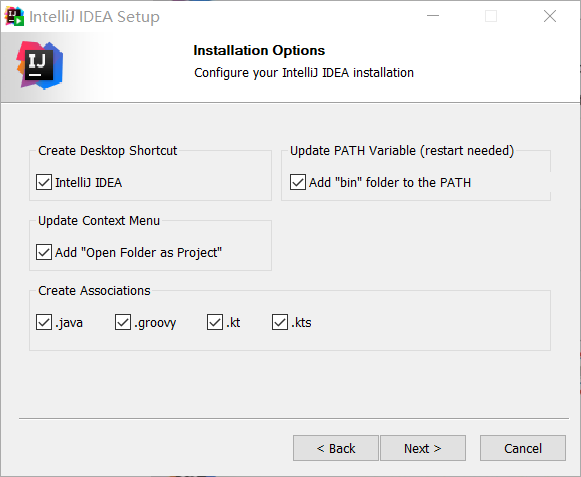 IntelliJ IDEA Setup
IJ
Installation Options
Configure your IntelliJ IDEA installation
Create Desktop Shortcut
IntelliJ IDEA
Update PATH Variable (restart needed)
Add "bin" folder to the PATH
Update Context Menu
Add "Open Folder as Project"
Create Associations
.java .groovy .kt .kts
< Back Next > Cancel